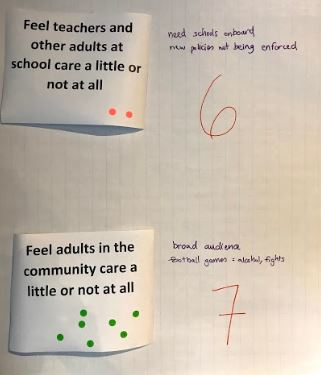 Feel teachers and
other adults at
school care a little or
not at all
need schools onboard
new policies not being enforced
6
Feel adults in the
community care a
little or not at all
broad audience
football games = alcohol, fights
7